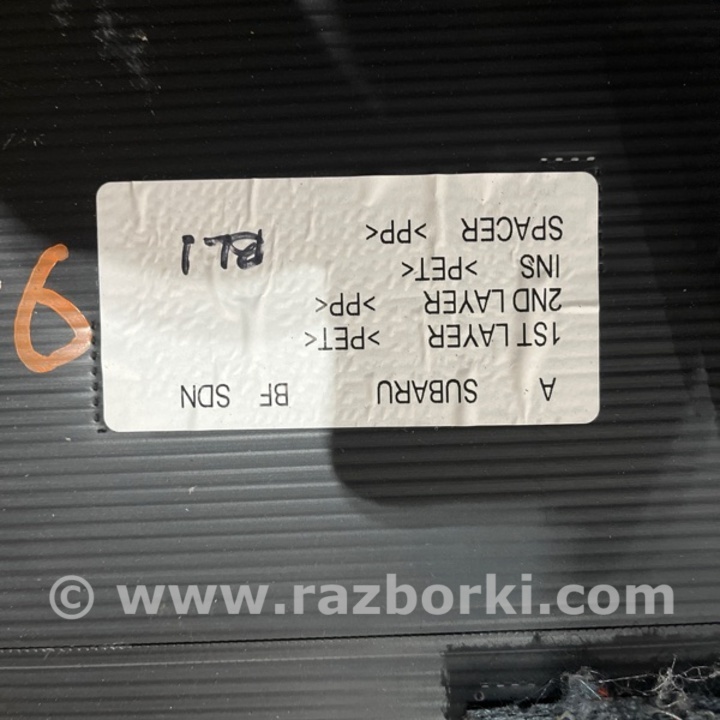 A SUBARU BF SDN
1ST LAYER >PET<
2ND LAYER >PP<
INS >PET<
SPACER >PP<
BL1
6
© www.razborki.com